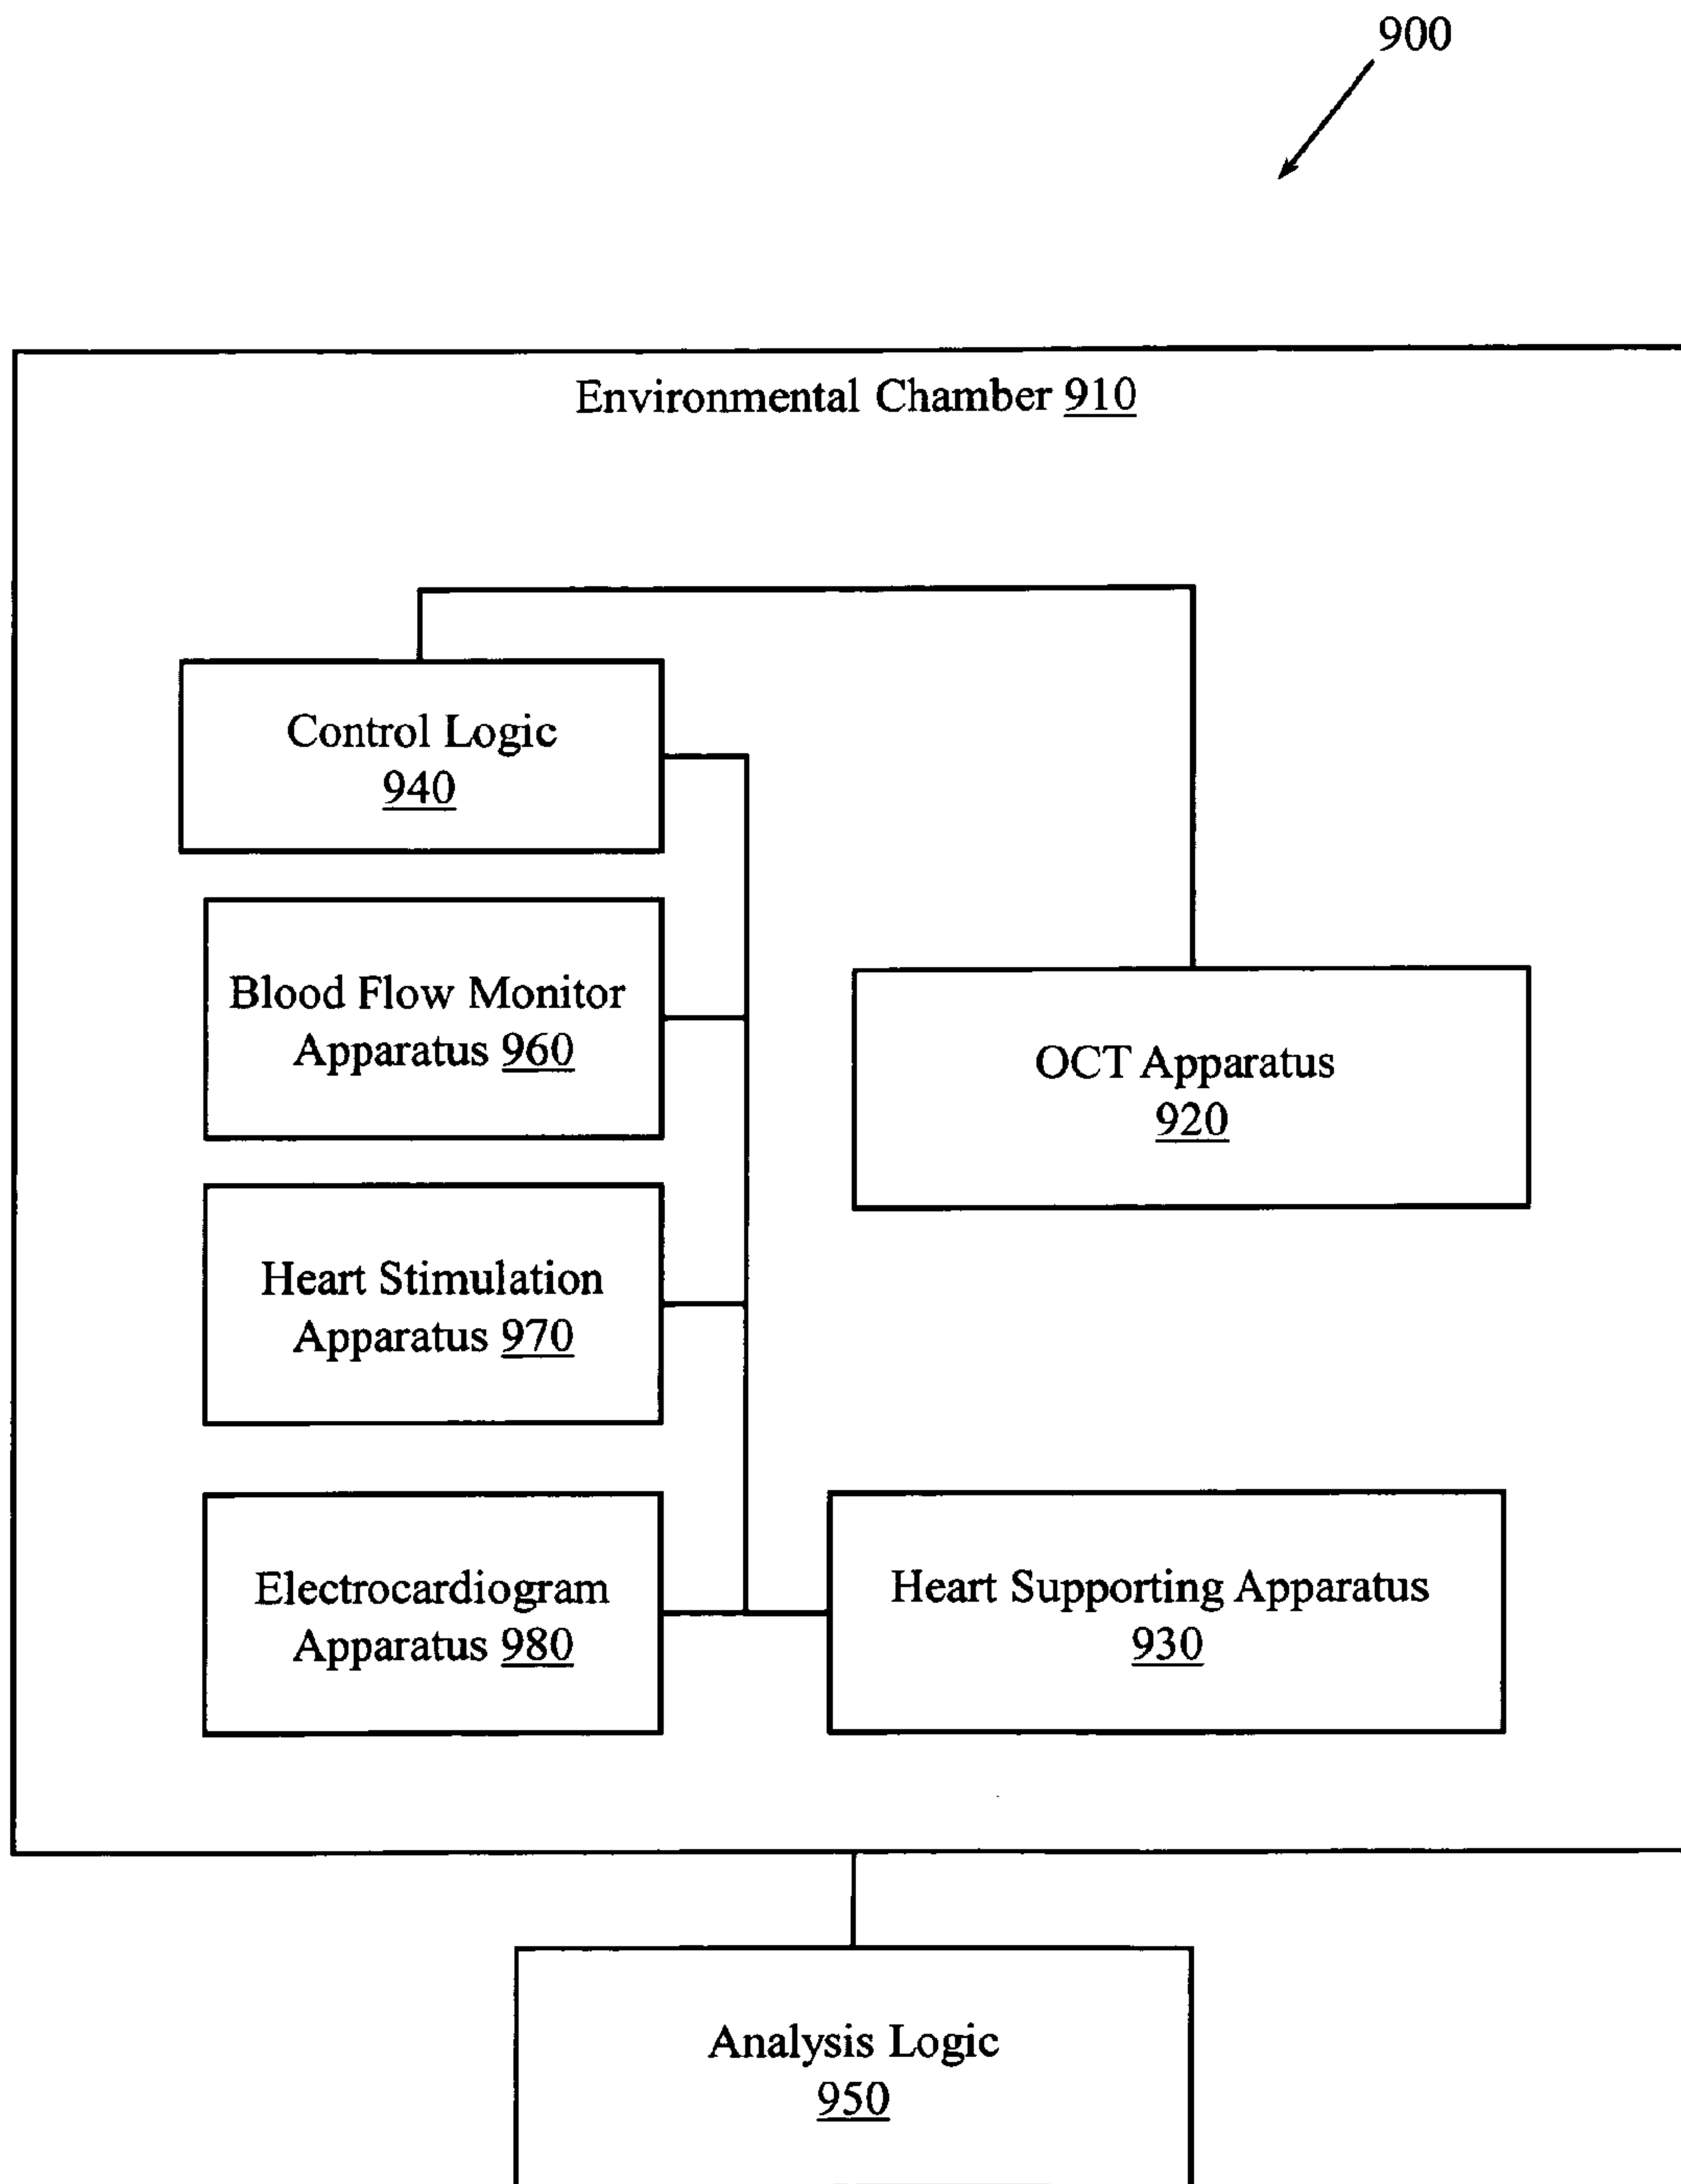 900
Environmental Chamber 910
Control Logic
940
Blood Flow Monitor
Apparatus 960
OCT Apparatus
920
Heart Stimulation
Apparatus 970
Electrocardiogram
Apparatus 980
Heart Supporting Apparatus
930
Analysis Logic
950